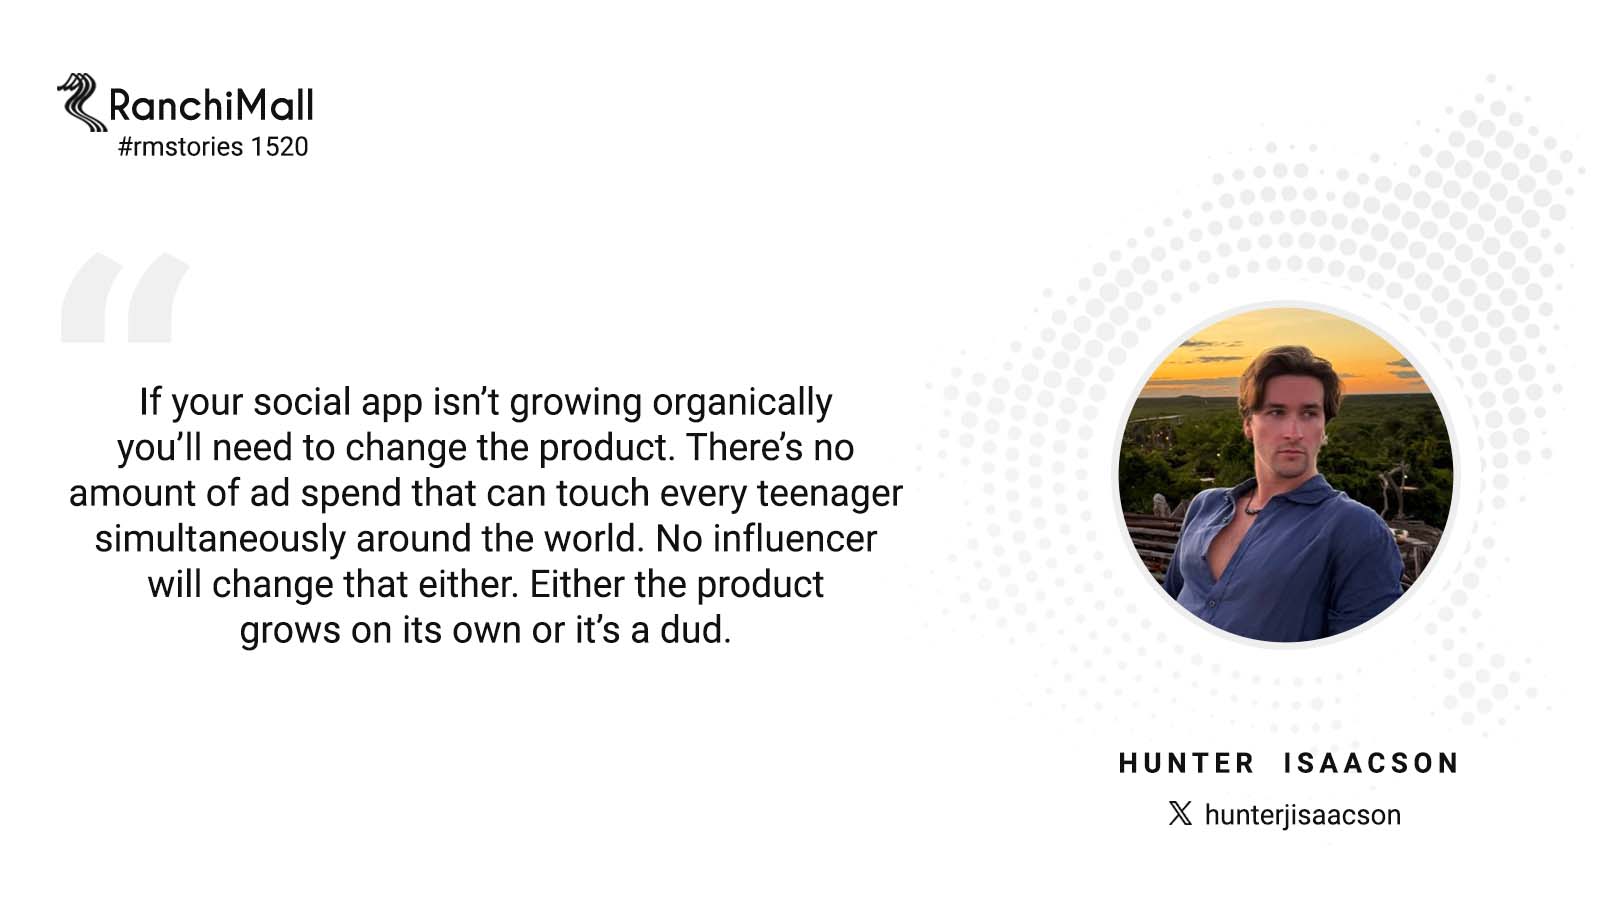 RanchiMall
#rmstories 1520
“
If your social app isn’t growing organically
you’ll need to change the product. There’s no
amount of ad spend that can touch every teenager
simultaneously around the world. No influencer
will change that either. Either the product
grows on its own or it’s a dud.
HUNTER ISAACSON
X hunterjisaacson